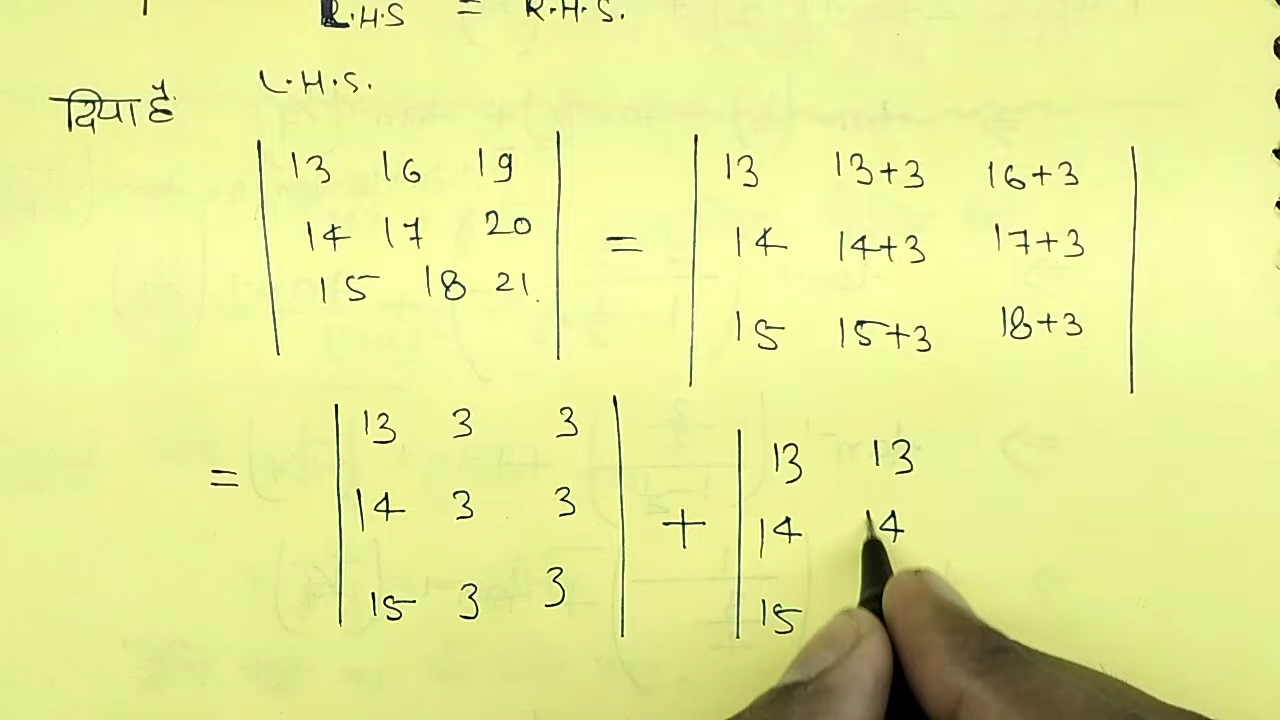 R.H.S = R.H.S.
दिया है L.H.S.
| 13 16 19 | = | 13 13+3 16+3 |
| 14 17 20 | | 14 14+3 17+3 |
| 15 18 21 | | 15 15+3 18+3 |
= | 13 3 3 | + | 13 13
| 14 3 3 | | 14 14
| 15 3 3 | | 15